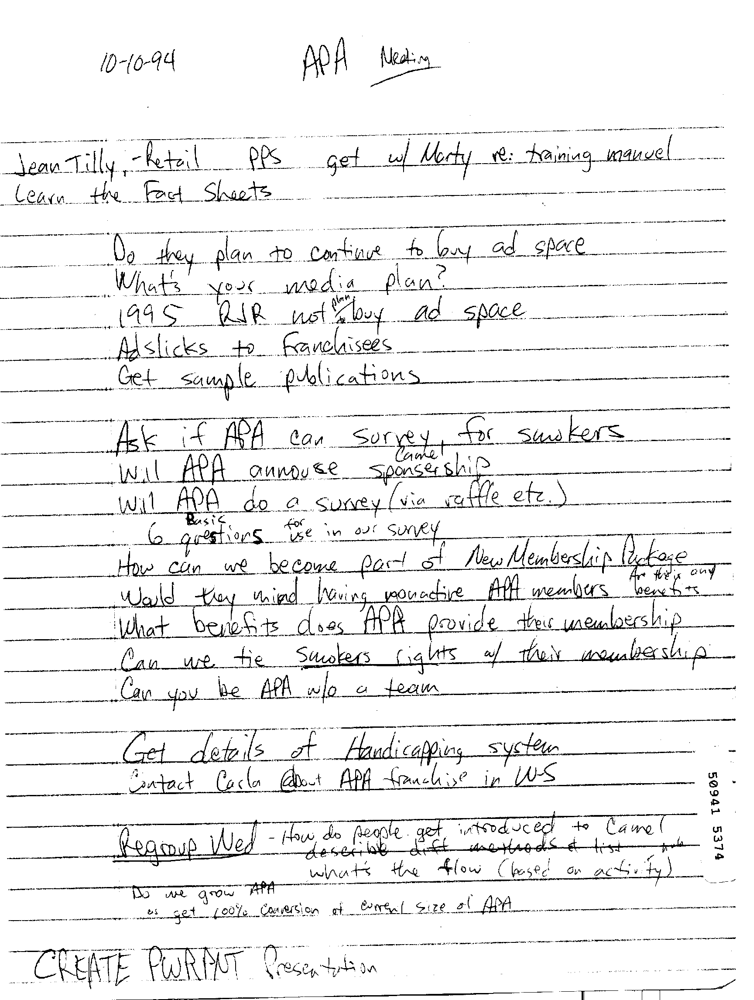 10-10-94 APA Meeting
Jean Tilly, - Retail PPS get w/ Marty re: training manuel
Learn the Fact Sheets
Do they plan to continue to buy ad space
What's your media plan?
1995 RJR not plan to buy ad space
Adslicks to franchisees
Get sample publications
Ask if APA can survey, for smokers
Will APA annouse Camel sponsership
Will APA do a survey (via raffle etc.)
6 Basic questions for use in our survey
How can we become part of New Membership Package
Would they mind having nonactive APA members Are their any benefits
What benefits does APA provide their membership
Can we tie Smokers rights w/ their membership
Can you be APA w/o a team
Get details of Handicapping system
Contact Carla about APA franchise in W-S
Regroup Wed - How do people get introduced to Camel
describe diff methods & list
what's the flow (based on activity)
Do we grow APA
or get 100% conversion of current size of APA
CREATE PWRPNT Presentation
50941 5374